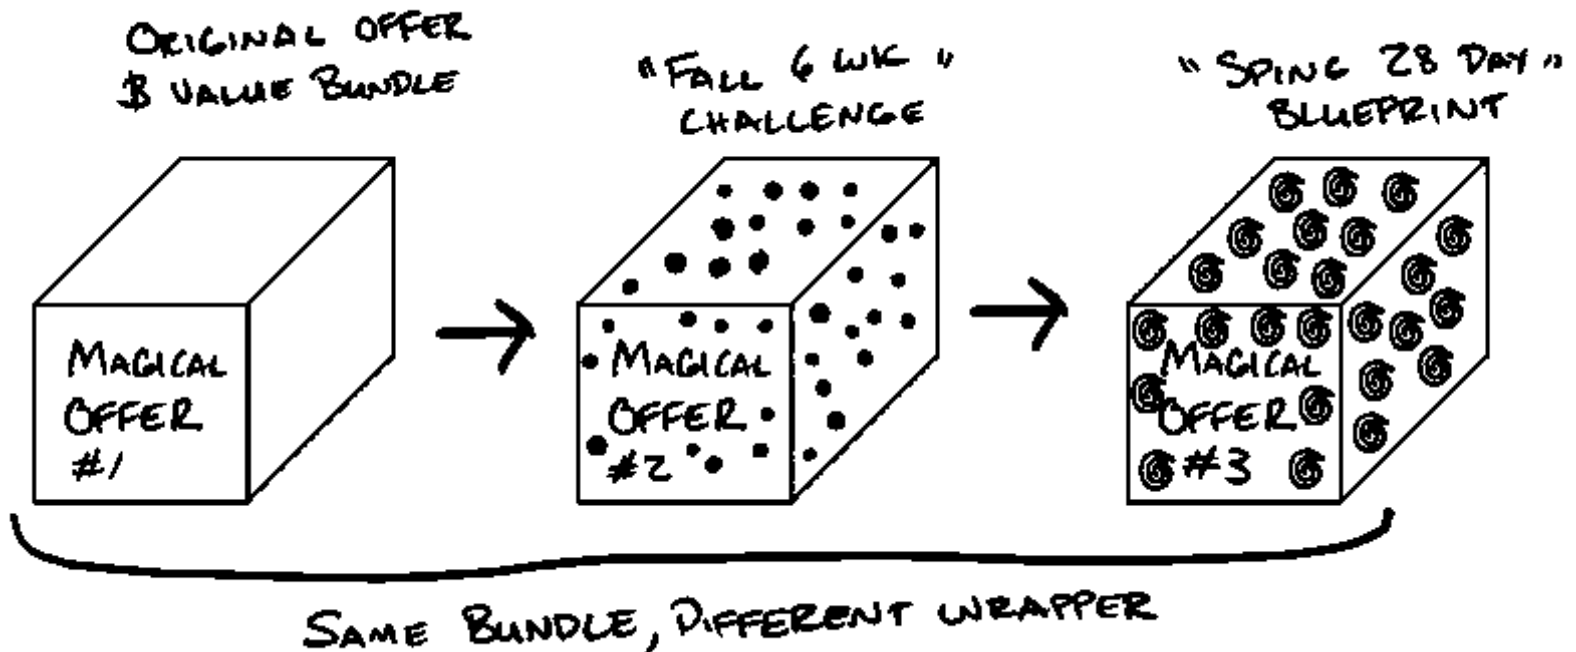 ORIGINAL OFFER
$ VALUE BUNDLE
"FALL 6 WK"
CHALLENGE
"SPING 28 DAY"
BLUEPRINT
MAGICAL
OFFER
#1
MAGICAL
OFFER
#2
MAGICAL
OFFER
#3
SAME BUNDLE, DIFFERENT WRAPPER